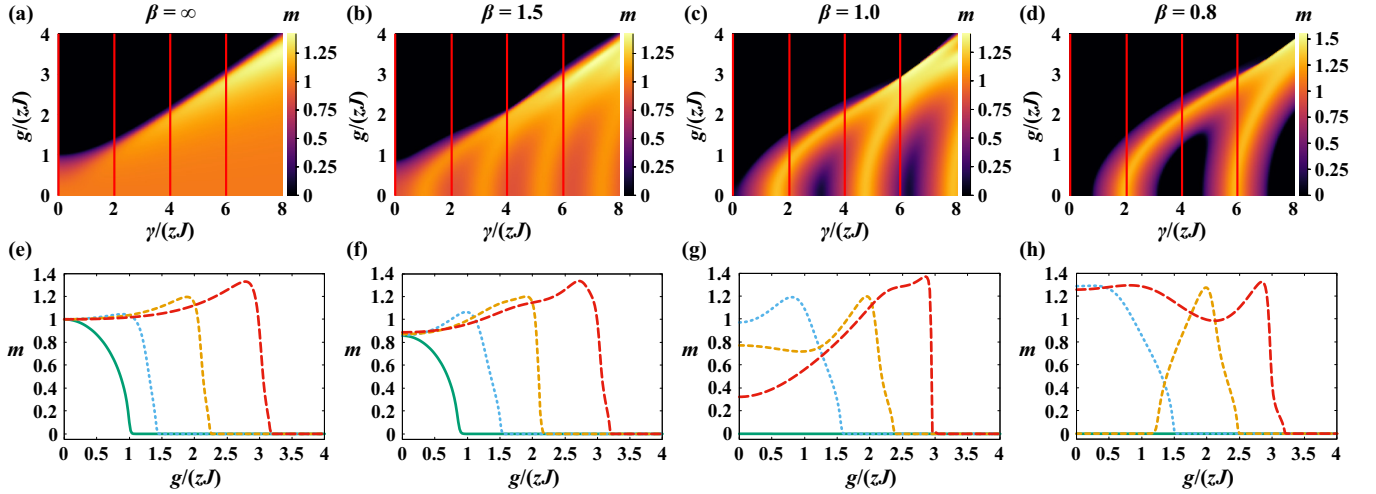 (a) β = ∞ m (b) β = 1.5 m (c) β = 1.0 m (d) β = 0.8 m
4 1.25 4 1.25 4 1.25 4 1.5
3 1 3 1 3 1 3 1.25
2 0.75 2 0.75 2 0.75 2 1
g/(zJ) 0.5 g/(zJ) 0.5 g/(zJ) 0.5 g/(zJ) 0.75
1 0.25 1 0.25 1 0.25 1 0.5
0 0 0 0 0 0 0 0.25
0
0 2 4 6 8 0 2 4 6 8 0 2 4 6 8 0 2 4 6 8
γ/(zJ) γ/(zJ) γ/(zJ) γ/(zJ)
(e) (f) (g) (h)
1.4 1.4 1.4 1.4
1.2 1.2 1.2 1.2
1 1 1 1
m 0.8 m 0.8 m 0.8 m 0.8
0.6 0.6 0.6 0.6
0.4 0.4 0.4 0.4
0.2 0.2 0.2 0.2
0 0 0 0
0 0.5 1 1.5 2 2.5 3 3.5 4 0 0.5 1 1.5 2 2.5 3 3.5 4 0 0.5 1 1.5 2 2.5 3 3.5 4 0 0.5 1 1.5 2 2.5 3 3.5 4
g/(zJ) g/(zJ) g/(zJ) g/(zJ)